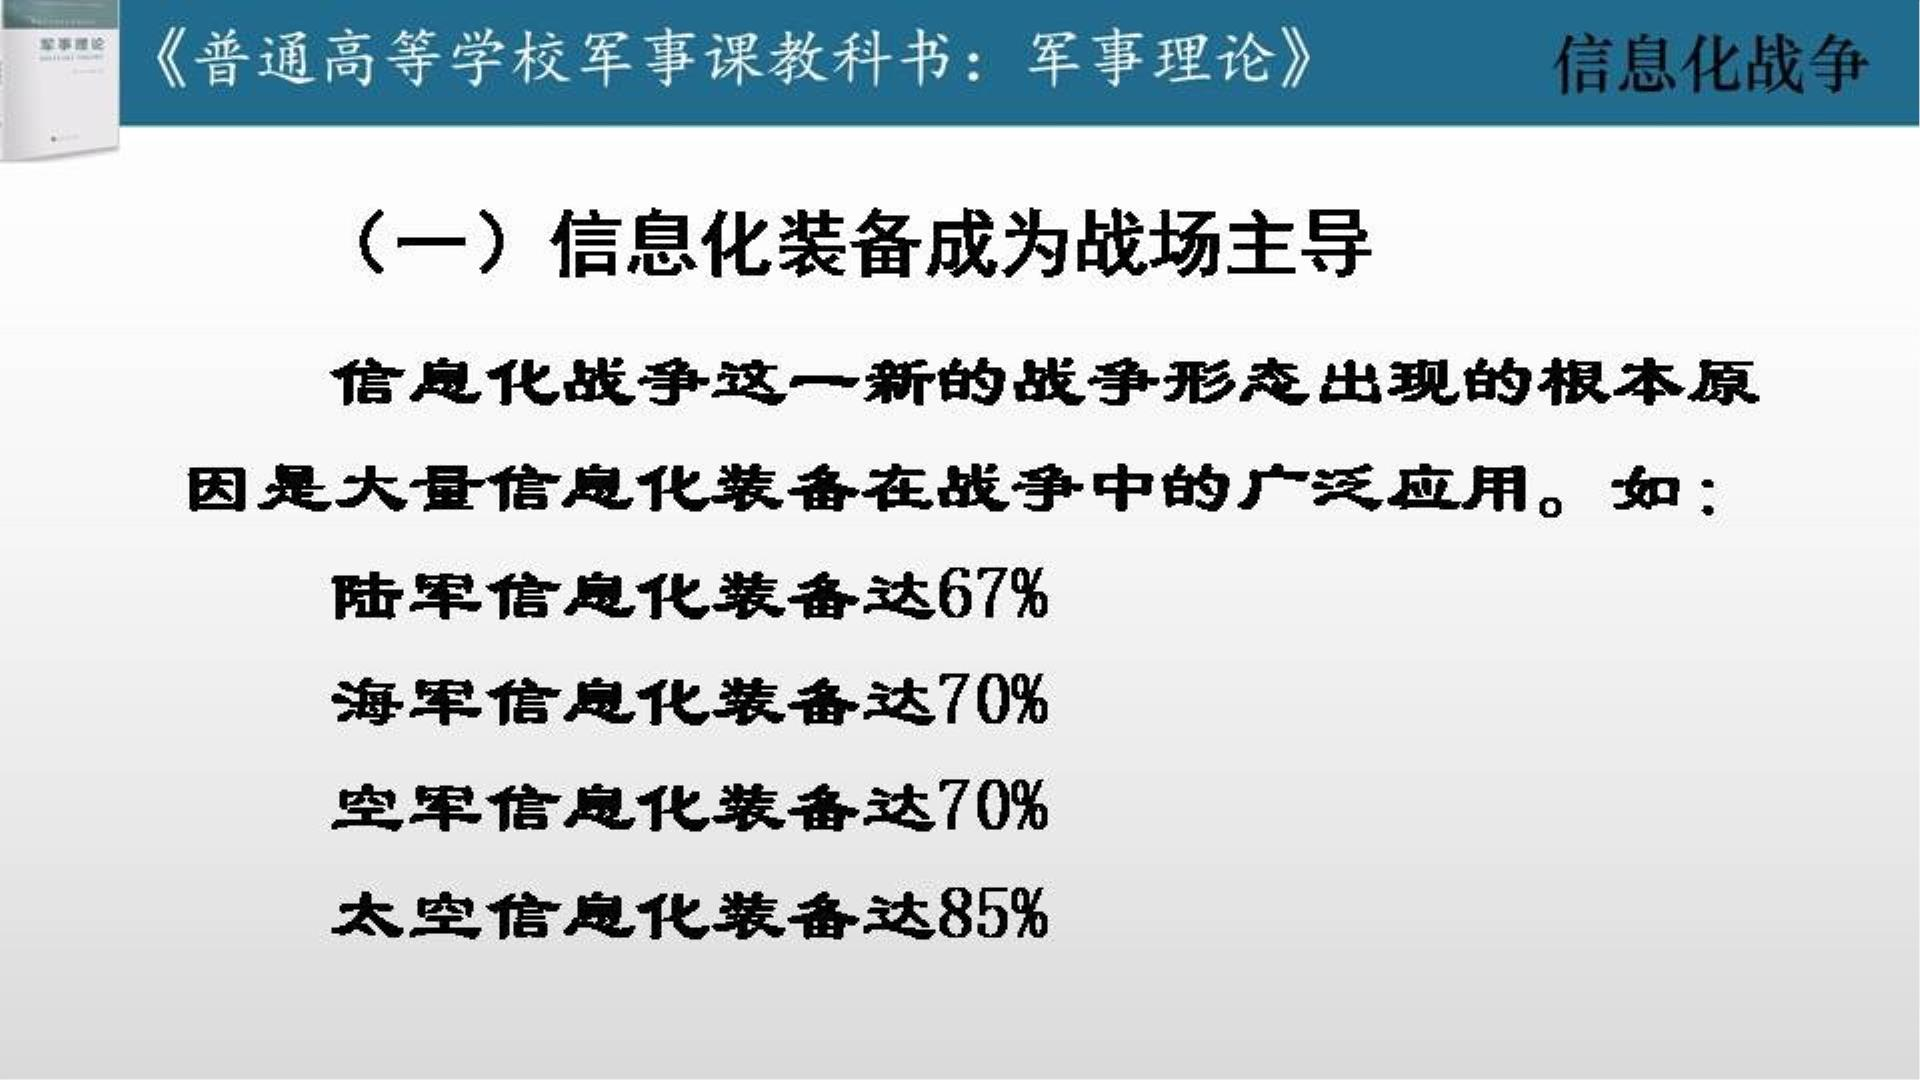 军事理论
《普通高等学校军事课教科书：军事理论》
信息化战争
（一）信息化装备成为战场主导
信息化战争这一新的战争形态出现的根本原
因是大量信息化装备在战争中的广泛应用。如：
陆军信息化装备达67%
海军信息化装备达70%
空军信息化装备达70%
太空信息化装备达85%